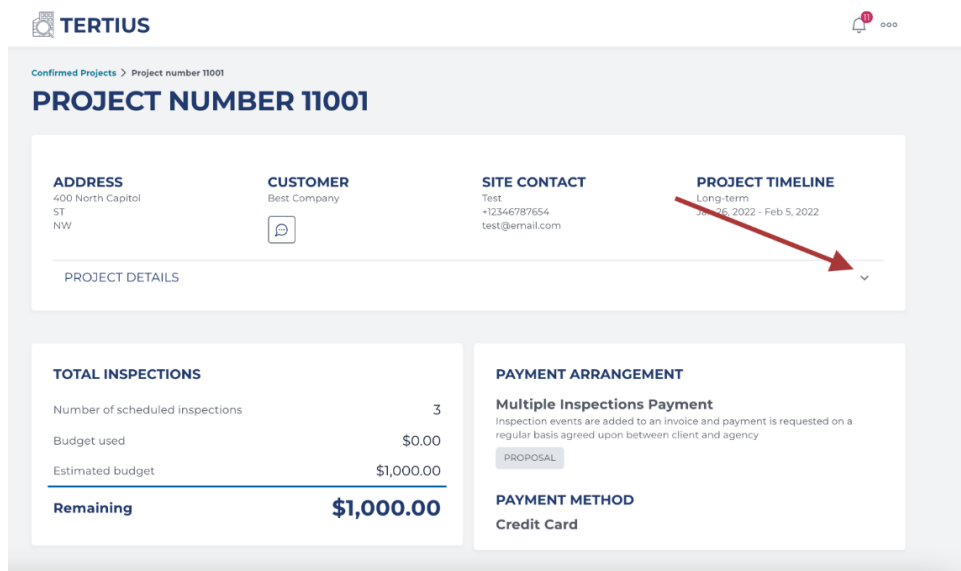 TERTIUS
11
Confirmed Projects > Project number 11001
PROJECT NUMBER 11001
ADDRESS
400 North Capitol
ST
NW
CUSTOMER
Best Company
SITE CONTACT
Test
+12346787654
test@email.com
PROJECT TIMELINE
Long-term
26, 2022 - Feb 5, 2022
PROJECT DETAILS
TOTAL INSPECTIONS
Number of scheduled inspections 3
Budget used $0.00
Estimated budget $1,000.00
Remaining $1,000.00
PAYMENT ARRANGEMENT
Multiple Inspections Payment
Inspection events are added to an invoice and payment is requested on a
regular basis agreed upon between client and agency
PROPOSAL
PAYMENT METHOD
Credit Card